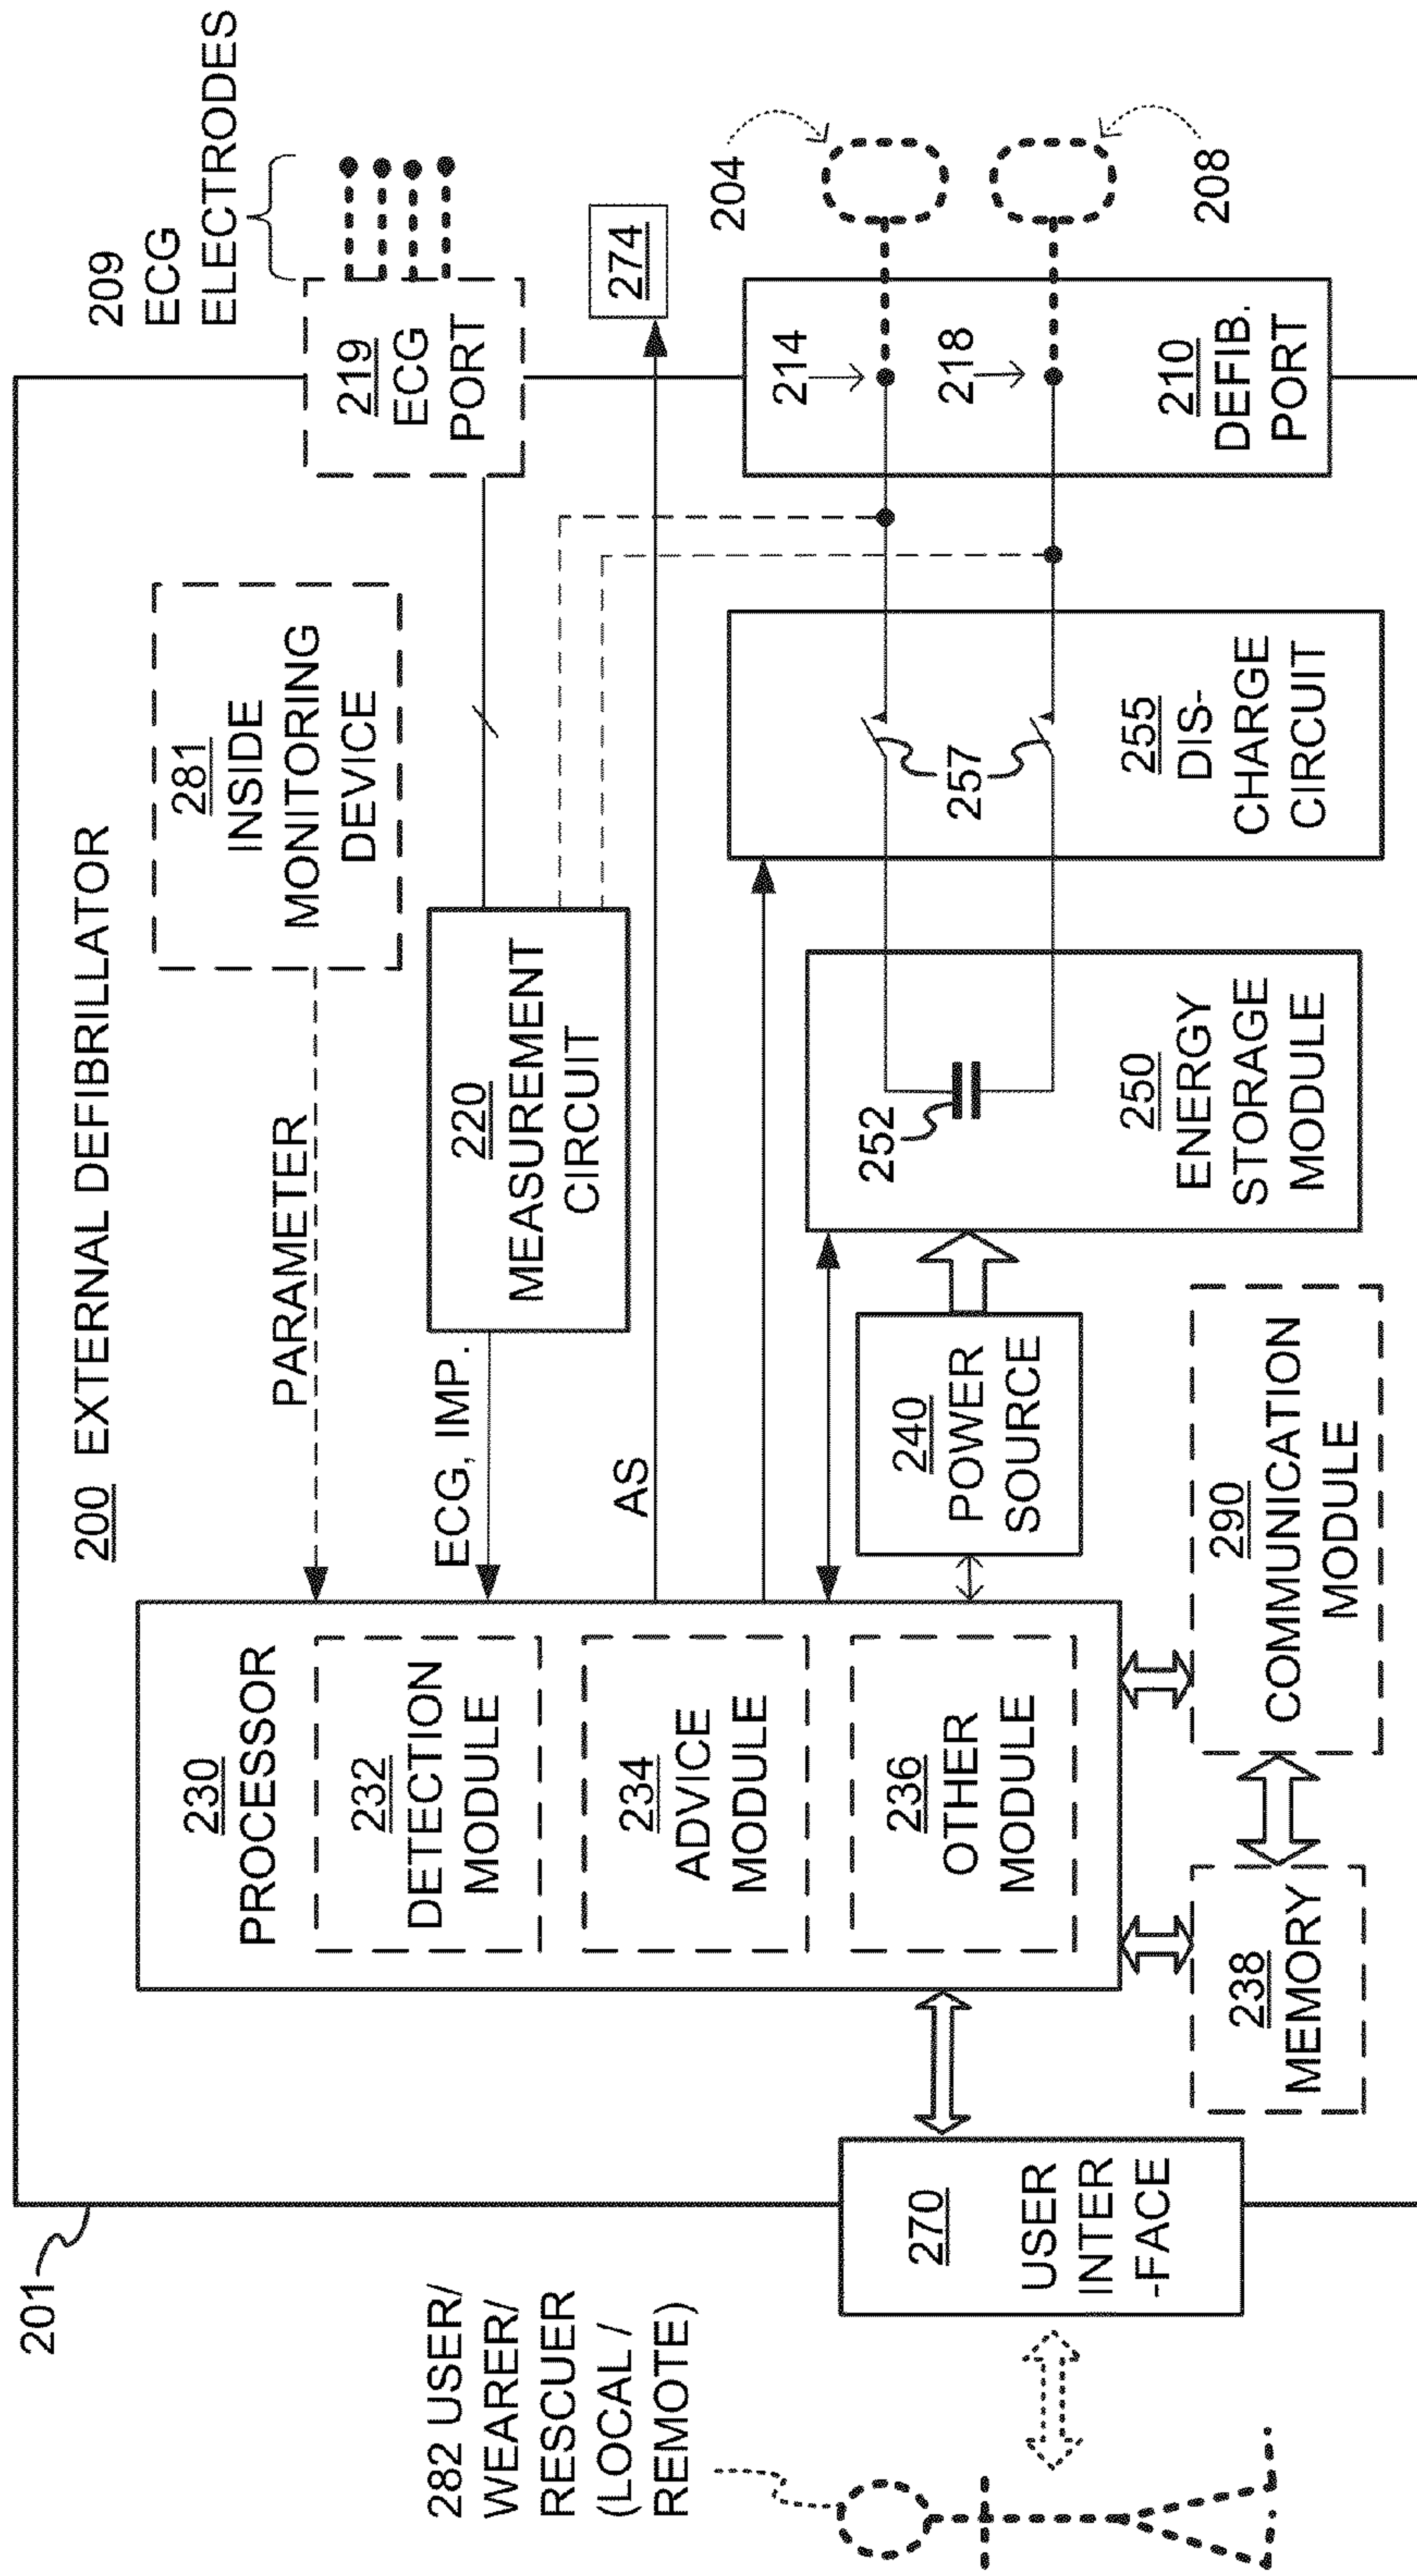 200 EXTERNAL DEFIBRILLATOR
201
209
ECG
ELECTRODES
219
ECG
PORT
281
INSIDE
MONITORING
DEVICE
PARAMETER
230
PROCESSOR
232
DETECTION
MODULE
234
ADVICE
MODULE
236
OTHER
MODULE
220
MEASUREMENT
CIRCUIT
ECG, IMP.
AS
274
204
208
214
218
210
DEFIB.
PORT
257
255
DIS-
CHARGE
CIRCUIT
252
250
ENERGY
STORAGE
MODULE
240
POWER
SOURCE
290
COMMUNICATION
MODULE
238
MEMORY
270
USER
INTER
-FACE
282 USER/
WEARER/
RESCUER
(LOCAL /
REMOTE)